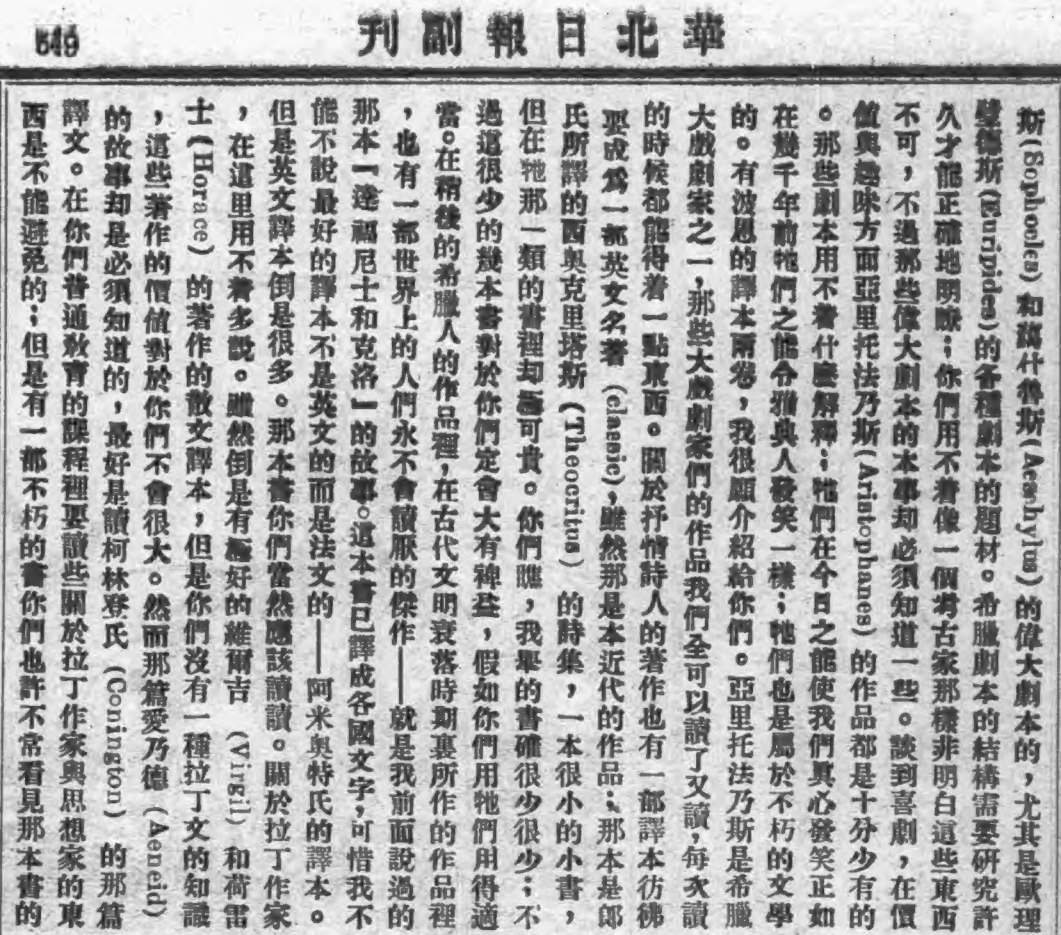 華北日報副刊
549
斯(Sophocles)和萬什魯斯(Aeschylus)的偉大劇本的,尤其是歐理
璧德斯(Euripides)的各種劇本的題材。希臘劇本的結構需要研究許
久才能正確地明瞭;你們用不着像一個考古家那樣非明白這些東西
不可,不過那些偉大劇本的本事却必須知道一些。談到喜劇,在價
值與趣味方面亞里托法乃斯(Aristophanes)的作品都是十分少有的
。那些劇本用不着什麼解釋;牠們在今日之能使我們眞心發笑正如
在幾千年前牠們之能令雅典人發笑一樣;牠們也是屬於不朽的文學
的。有波恩的譯本兩卷,我很願介紹給你們。亞里托法乃斯是希臘
大戲劇家之一,那些大戲劇家們的作品我們全可以讀了又讀,每次讀
的時候都能得着一點東西。關於抒情詩人的著作也有一部譯本彷彿
要成爲一部英文名著(classic),雖然那是本近代的作品;那本是郎
氏所譯的西奧克里塔斯(Theocritus)的詩集,一本很小的小書,
但在牠那一類的書裡却極可貴。你們瞧,我舉的書確很少很少;不
過這很少的幾本書對於你們定會大有裨益,假如你們用牠們用得適
當。在稍後的希臘人的作品裡,在古代文明衰落時期裏所作的作品裡
,也有一部世界上的人們永不會讀厭的傑作——就是我前面說過的
那本「達福尼士和克洛」的故事。這本書已譯成各國文字,可惜我不
能不說最好的譯本不是英文的而是法文的——阿米奧特氏的譯本。
但是英文譯本倒是很多。那本書你們當然應該讀讀。關於拉丁作家
,在這里用不着多說。雖然倒是有極好的維爾吉(Virgil)和荷雷
士(Horace)的著作的散文譯本,但是你們沒有一種拉丁文的知識
,這些著作的價値對於你們不會很大。然而那篇愛乃德(Aeneid)
的故事却是必須知道的,最好是讀柯林登氏(Conington)的那篇
譯文。在你們普通敎育的課程裡要讀些關於拉丁作家與思想家的東
西是不能避免的;但是有一部不朽的書你們也許不常看見那本書的